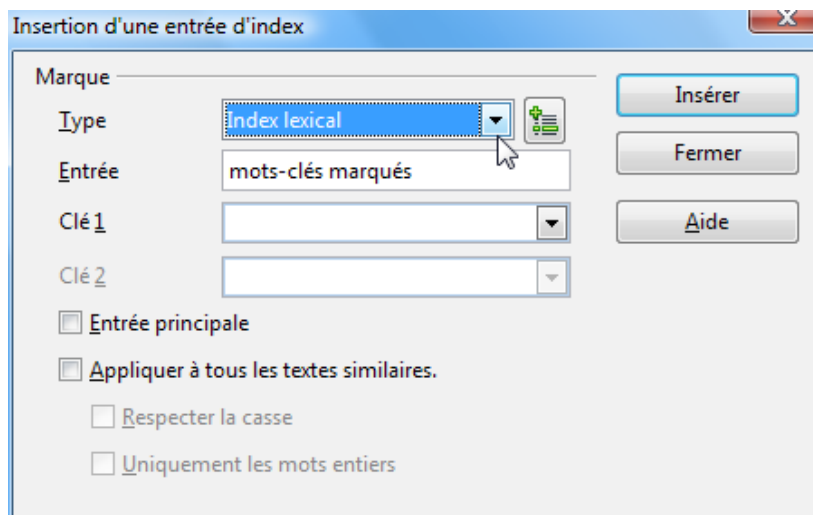 Insertion d'une entrée d'index
Marque
Type Index lexical
Entrée mots-clés marqués
Clé 1
Clé 2
Entrée principale
Appliquer à tous les textes similaires.
Respecter la casse
Uniquement les mots entiers
Insérer
Fermer
Aide